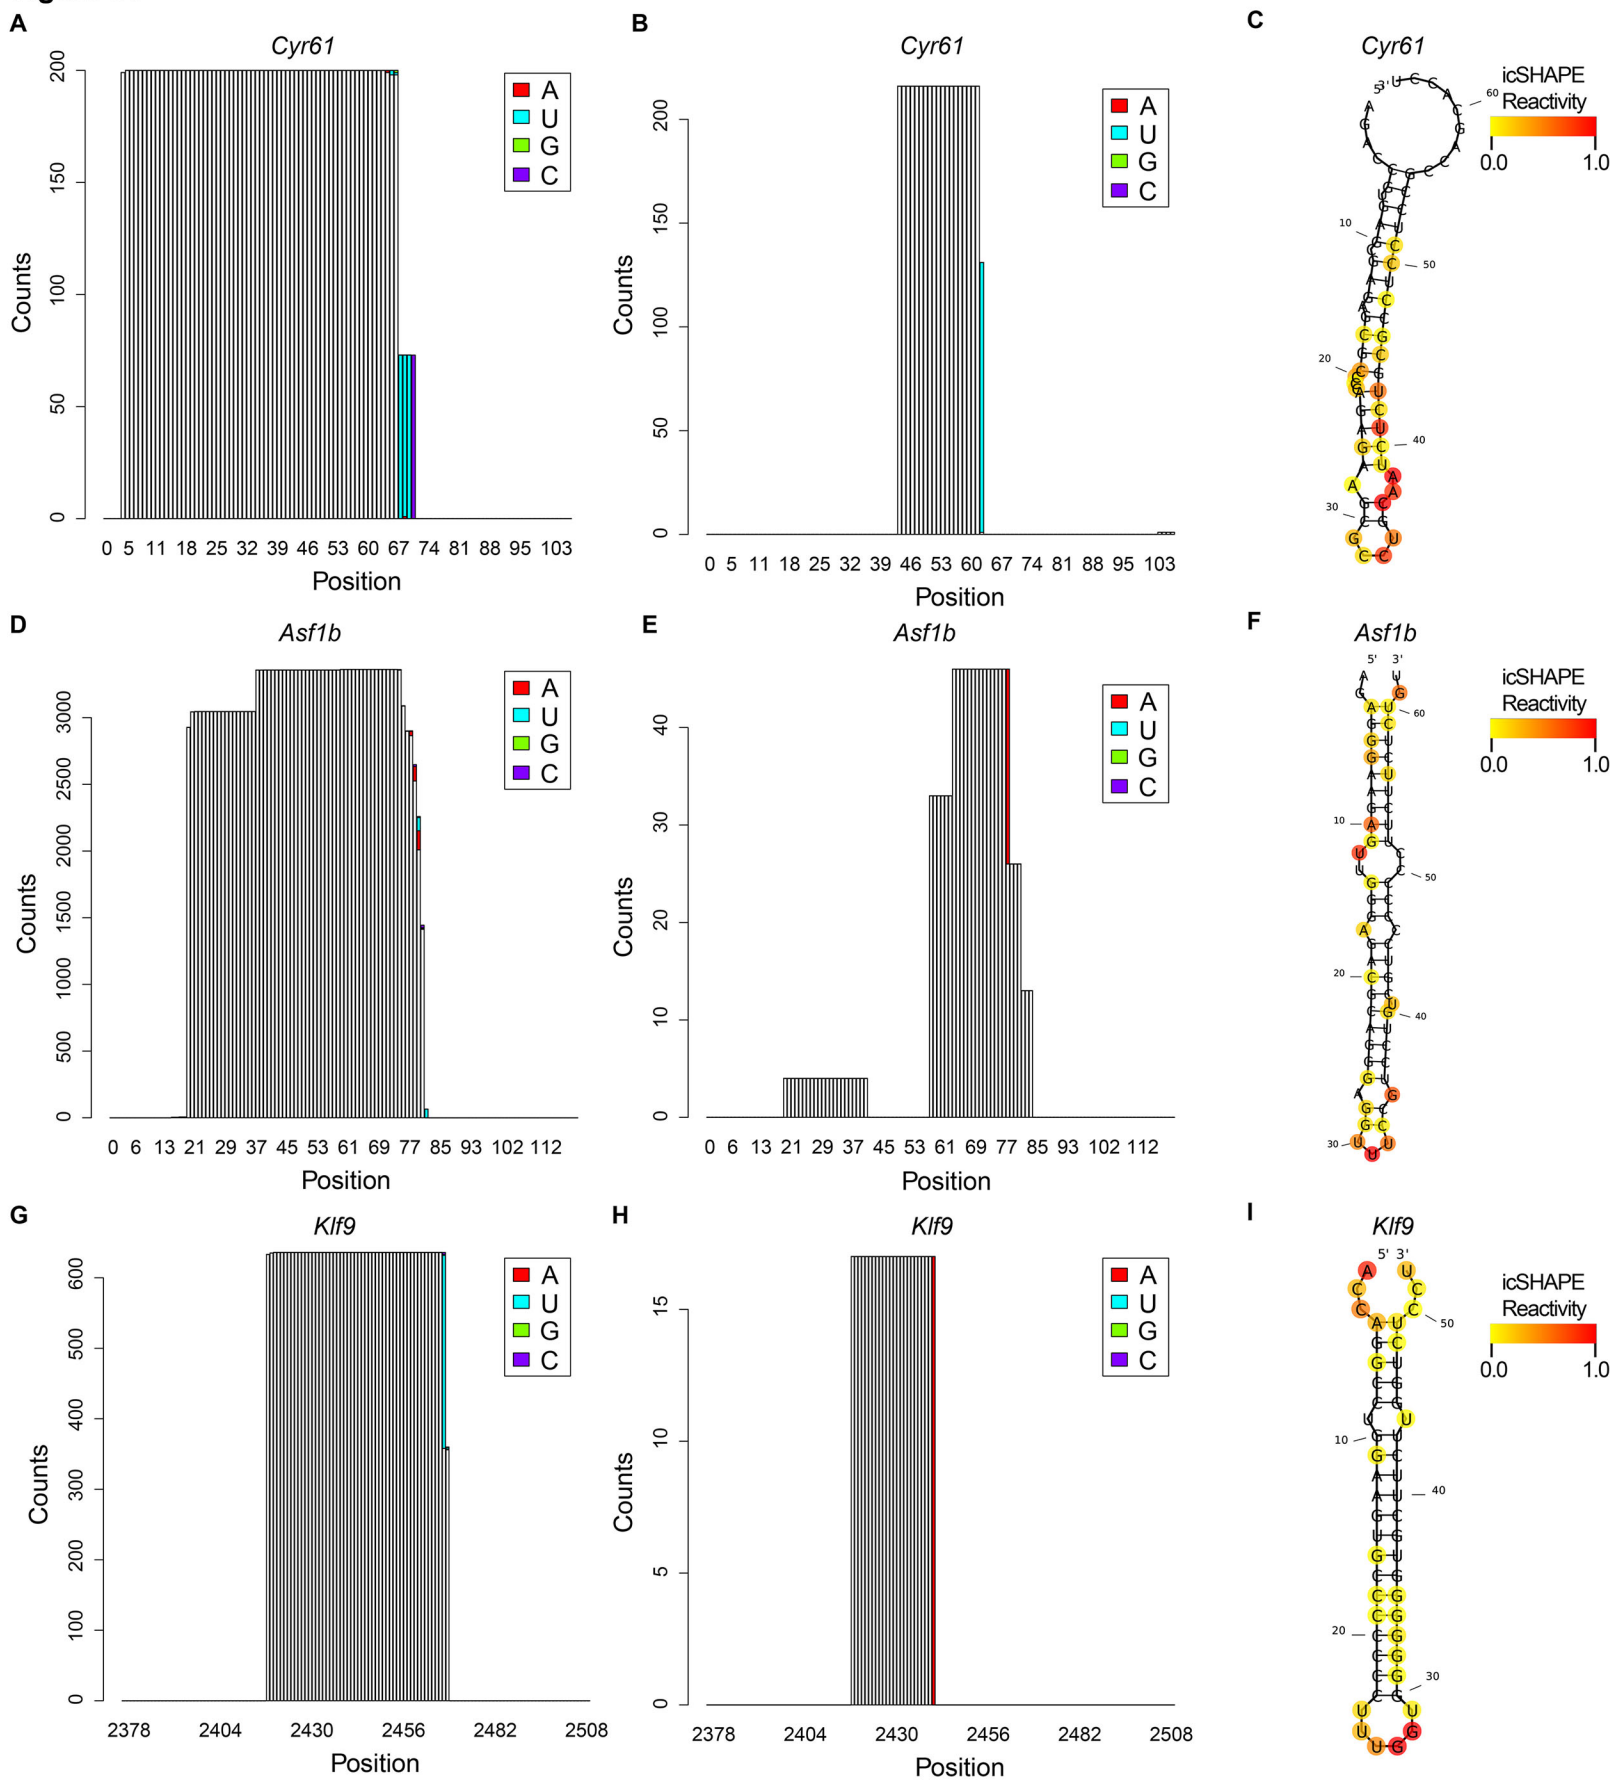 A
Cyr61
200
150
100
50
0
Counts
A
U
G
C
0 5 11 18 25 32 39 46 53 60 67 74 81 88 95 103
Position
B
Cyr61
200
150
100
50
0
Counts
A
U
G
C
0 5 11 18 25 32 39 46 53 60 67 74 81 88 95 103
Position
C
Cyr61
icSHAPE
Reactivity
0.0 1.0
5' 3'
60
10
50
20
40
30
D
Asf1b
3000
2500
2000
1500
1000
500
0
Counts
A
U
G
C
0 6 13 21 29 37 45 53 61 69 77 85 93 102 112
Position
E
Asf1b
40
30
20
10
0
Counts
A
U
G
C
0 6 13 21 29 37 45 53 61 69 77 85 93 102 112
Position
F
Asf1b
icSHAPE
Reactivity
0.0 1.0
5' 3'
60
10
50
20
40
30
G
Klf9
600
500
400
300
200
100
0
Counts
A
U
G
C
2378 2404 2430 2456 2482 2508
Position
H
Klf9
15
10
5
0
Counts
A
U
G
C
2378 2404 2430 2456 2482 2508
Position
I
Klf9
icSHAPE
Reactivity
0.0 1.0
5' 3'
50
10
40
20
30